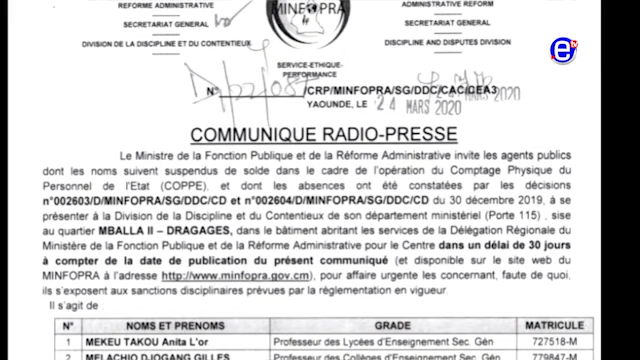 REFORME ADMINISTRATIVE
SECRETARIAT GENERAL
DIVISION DE LA DISCIPLINE ET DU CONTENTIEUX
MINFOPRA
SERVICE-ETHIQUE-
PERFORMANCE
ADMINISTRATIVE REFORM
SECRETARIAT GENERAL
DISCIPLINE AND DISPUTES DIVISION
e
N° /CRP/MINFOPRA/SG/DDC/CAC/CEA3
YAOUNDE, LE 24 MARS 2020
24 MARS 2020
COMMUNIQUE RADIO-PRESSE
Le Ministre de la Fonction Publique et de la Réforme Administrative invite les agents publics
dont les noms suivent suspendus de solde dans le cadre de l'opération du Comptage Physique du
Personnel de l'Etat (COPPE), et dont les absences ont été constatées par les décisions
n°002603/D/MINFOPRA/SG/DDC/CD et n°002604/D/MINFOPRA/SG/DDC/CD du 30 décembre 2019, à
se présenter à la Division de la Discipline et du Contentieux de son département ministériel (Porte 115) , sise
au quartier MBALLA II – DRAGAGES, dans le bâtiment abritant les services de la Délégation Régionale du
Ministère de la Fonction Publique et de la Réforme Administrative pour le Centre dans un délai de 30 jours
à compter de la date de publication du présent communiqué (et disponible sur le site web du
MINFOPRA à l'adresse http://www.minfopra.gov.cm), pour affaire urgente les concernant, faute de quoi,
ils s'exposent aux sanctions disciplinaires prévues par la réglementation en vigueur.
Il s'agit de :
N° NOMS ET PRENOMS GRADE MATRICULE
1 MEKEU TAKOU Anita L'or Professeur des Lycées d'Enseignement Sec. Gén 727518-M
2 MELACHIO DJOGANG GILLES Professeur des Collèges d'Enseignement Sec. Gén 779847-M